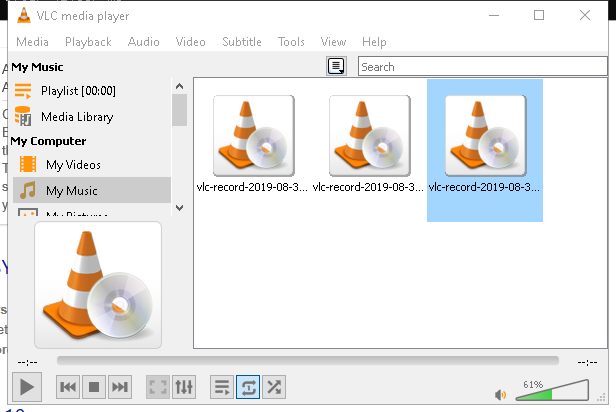 VLC media player
Media Playback Audio Video Subtitle Tools View Help
My Music
Search
Playlist [00:00]
Media Library
My Computer
My Videos
My Music
vlc-record-2019-08-3... vlc-record-2019-08-3... vlc-record-2019-08-3...
--:-- --:--
61%